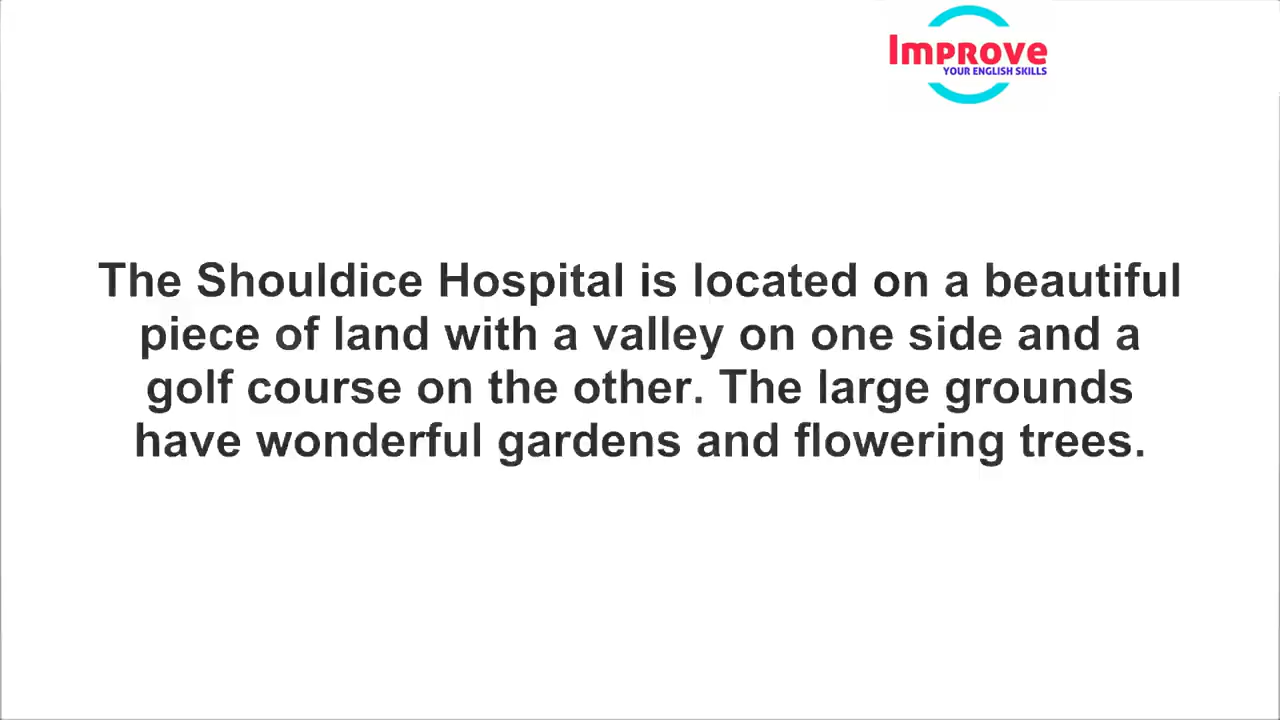 Improve
YOUR ENGLISH SKILLS
The Shouldice Hospital is located on a beautiful
piece of land with a valley on one side and a
golf course on the other. The large grounds
have wonderful gardens and flowering trees.